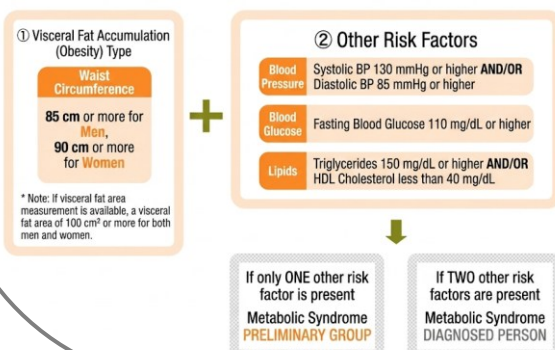 ① Visceral Fat Accumulation
(Obesity) Type
Waist
Circumference
85 cm or more for
Men,
90 cm or more
for Women
* Note: If visceral fat area
measurement is available, a visceral
fat area of 100 cm² or more for both
men and women.
+
② Other Risk Factors
Blood
Pressure
Systolic BP 130 mmHg or higher AND/OR
Diastolic BP 85 mmHg or higher
Blood
Glucose
Fasting Blood Glucose 110 mg/dL or higher
Lipids
Triglycerides 150 mg/dL or higher AND/OR
HDL Cholesterol less than 40 mg/dL
If only ONE other risk
factor is present
Metabolic Syndrome
PRELIMINARY GROUP
If TWO other risk
factors are present
Metabolic Syndrome
DIAGNOSED PERSON